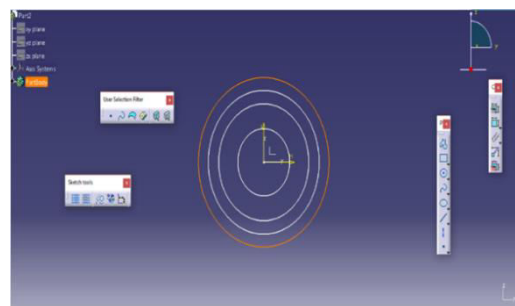 Part2
xy plane
yz plane
zx plane
Axis Systems
PartBody
User Selection Filter
Sketch tools